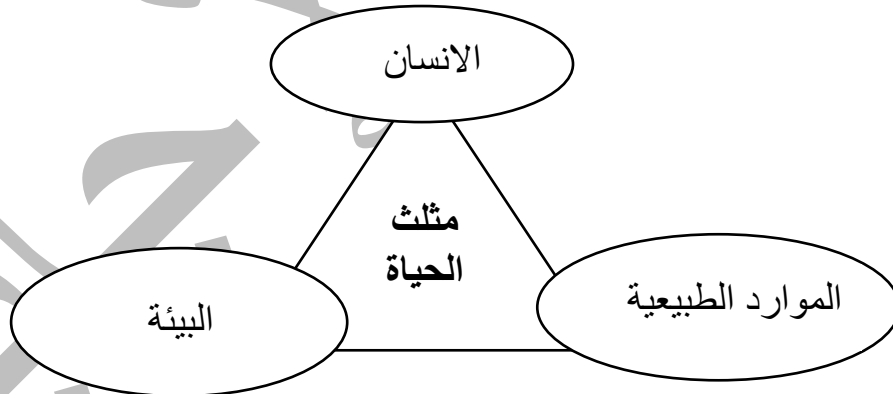 الانسان
مثلث
الحياة
الموارد الطبيعية
البيئة